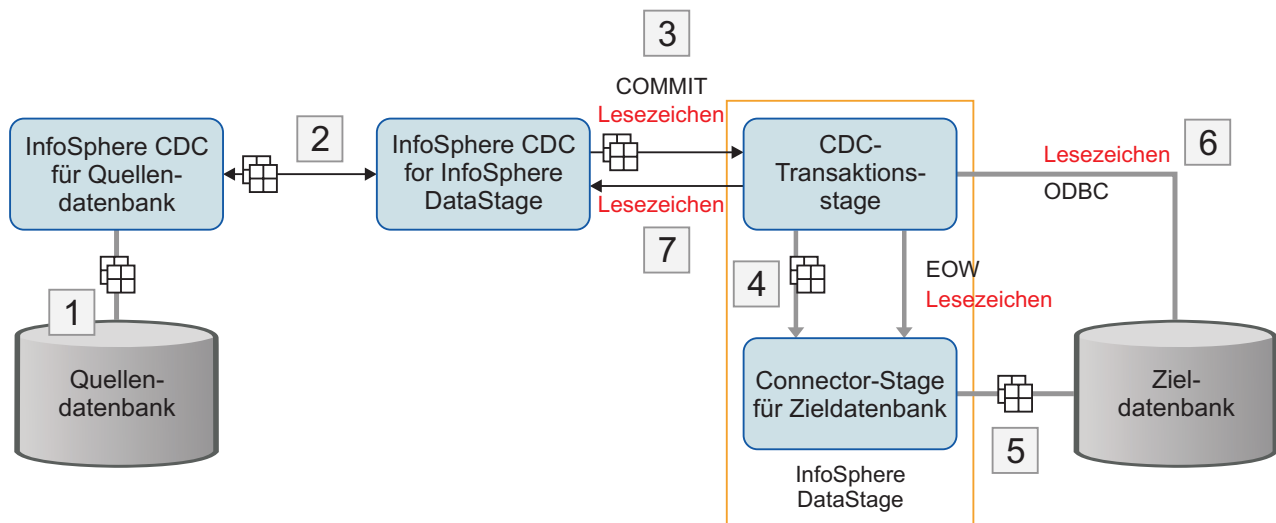 3
COMMIT
Lesezeichen
2
InfoSphere CDC
für Quellen-
datenbank
InfoSphere CDC
for InfoSphere
DataStage
CDC-
Transaktions-
stage
Lesezeichen
6
ODBC
Lesezeichen
7
1
4
EOW
Lesezeichen
Quellen-
datenbank
Connector-Stage
für Zieldatenbank
Ziel-
datenbank
5
InfoSphere
DataStage